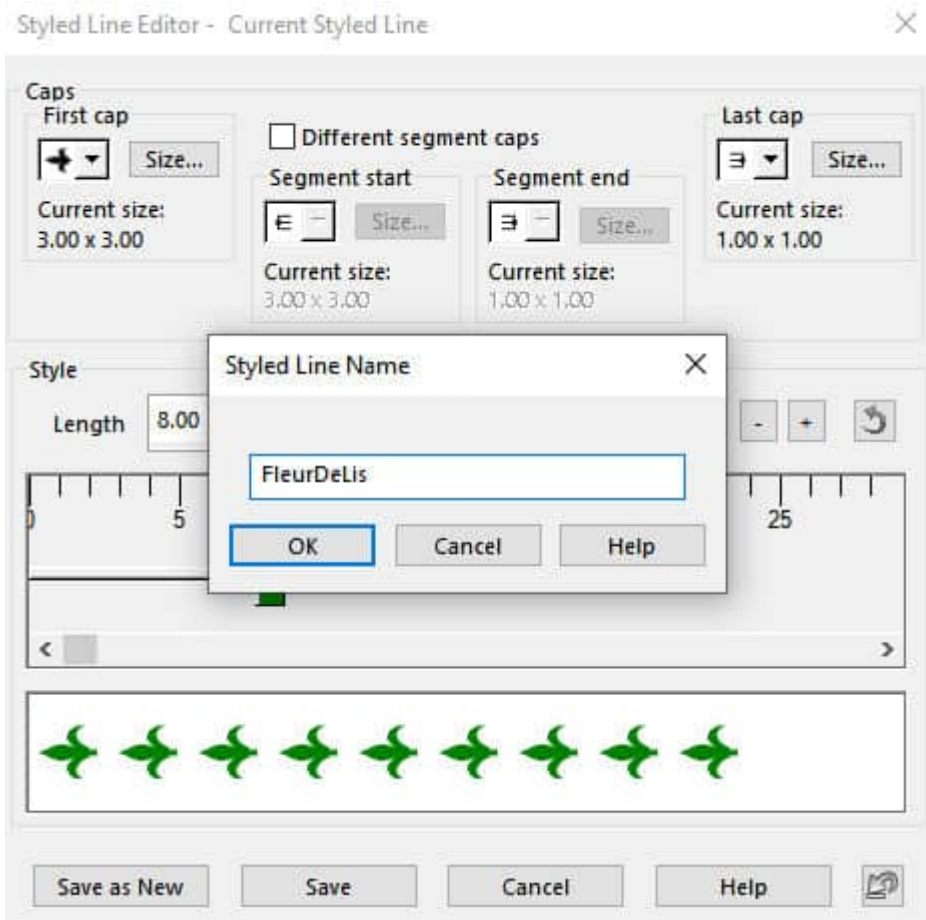 Styled Line Editor - Current Styled Line
Caps
First cap
Size...
Current size:
3.00 x 3.00
Different segment caps
Segment start
Size...
Current size:
3.00 x 3.00
Segment end
Size...
Current size:
1.00 x 1.00
Last cap
Size...
Current size:
1.00 x 1.00
Style
Length 8.00
- +
0 5 25
Styled Line Name
FleurDeLis
OK Cancel Help
Save as New Save Cancel Help